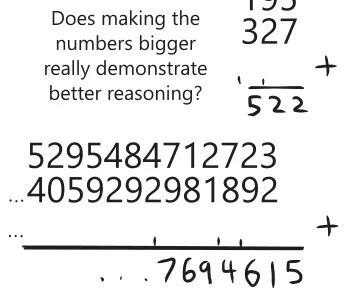 Does making the
numbers bigger
really demonstrate
better reasoning?
195
327
+
522
5295484712723
...4059292981892
...
+
...7694615